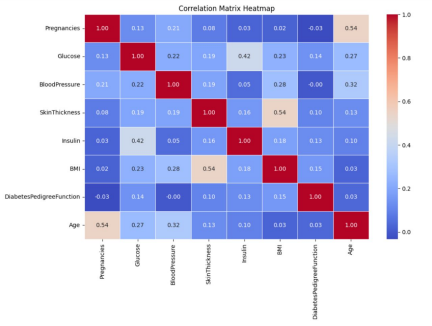 Correlation Matrix Heatmap
Pregnancies 1.00 0.13 0.21 0.08 0.03 0.02 -0.03 0.54
Glucose 0.13 1.00 0.22 0.19 0.42 0.23 0.14 0.27
BloodPressure 0.21 0.22 1.00 0.19 0.05 0.28 -0.00 0.32
SkinThickness 0.08 0.19 0.19 1.00 0.16 0.54 0.10 0.13
Insulin 0.03 0.42 0.05 0.16 1.00 0.18 0.13 0.10
BMI 0.02 0.23 0.28 0.54 0.18 1.00 0.15 0.03
DiabetesPedigreeFunction -0.03 0.14 -0.00 0.10 0.13 0.15 1.00 0.03
Age 0.54 0.27 0.32 0.13 0.10 0.03 0.03 1.00
Pregnancies
Glucose
BloodPressure
SkinThickness
Insulin
BMI
DiabetesPedigreeFunction
Age
1.0
0.8
0.6
0.4
0.2
0.0